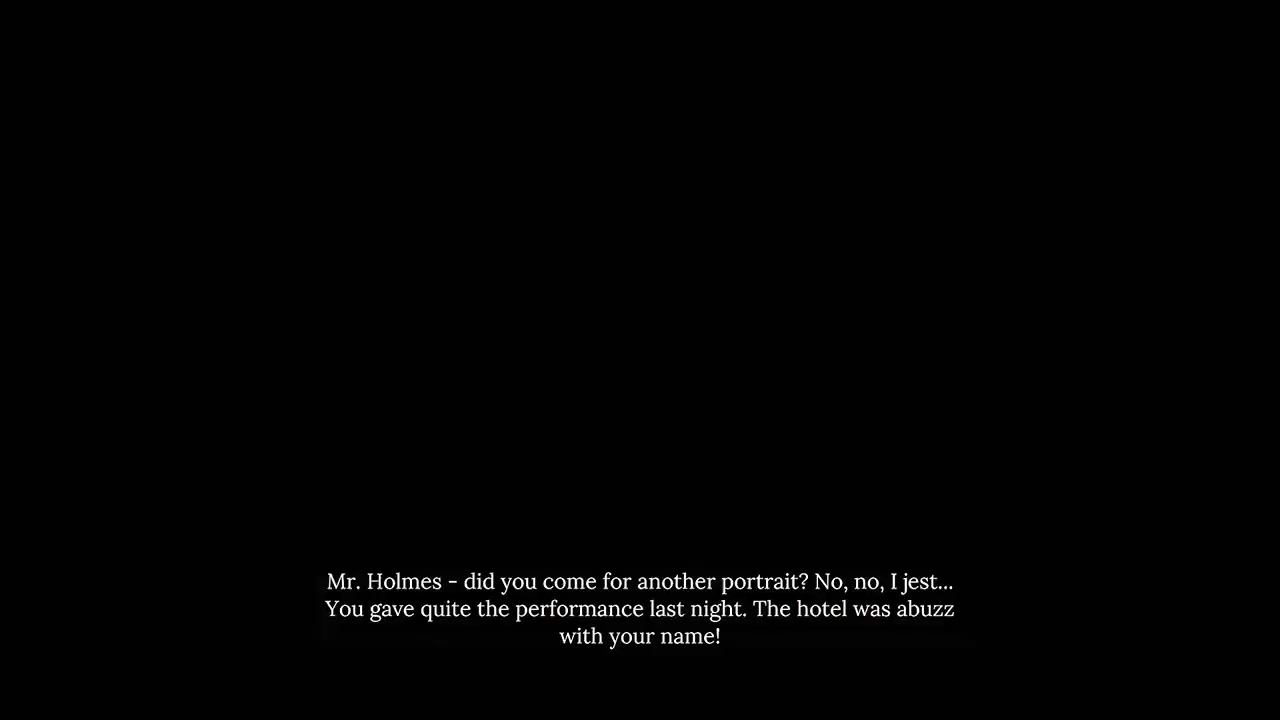 Mr. Holmes - did you come for another portrait? No, no, I jest...
You gave quite the performance last night. The hotel was abuzz
with your name!